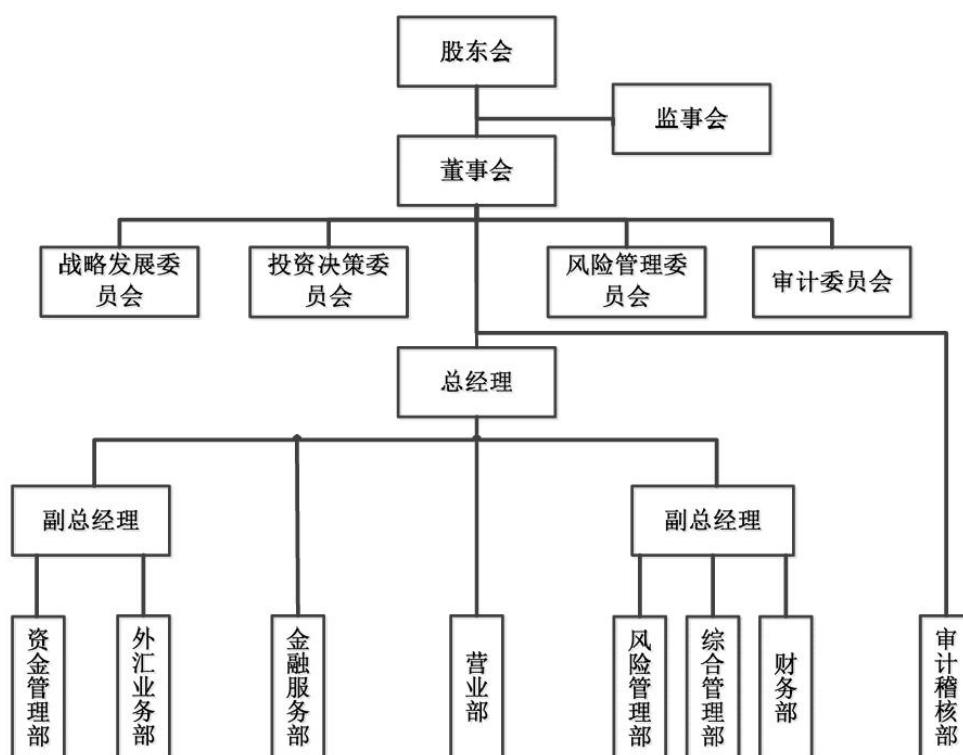 股东会
监事会
董事会
战略发展委
员会
投资决策委
员会
风险管理委
员会
审计委员会
总经理
副总经理
副总经理
资金管理部
外汇业务部
金融服务部
营业部
风险管理部
综合管理部
财务部
审计稽核部